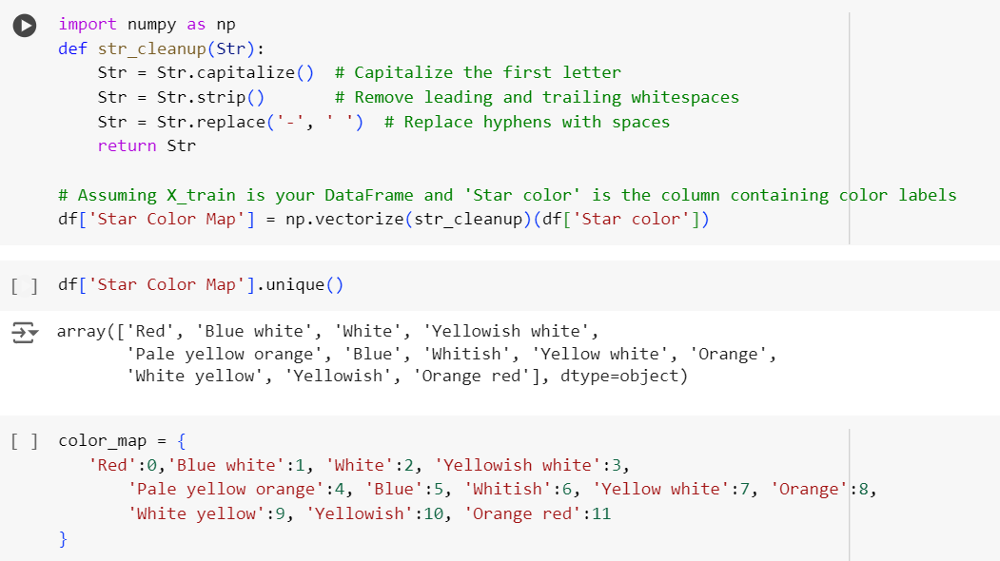 import numpy as np
def str_cleanup(Str):
    Str = Str.capitalize()  # Capitalize the first letter
    Str = Str.strip()       # Remove leading and trailing whitespaces
    Str = Str.replace('-', ' ')  # Replace hyphens with spaces
    return Str

# Assuming X_train is your DataFrame and 'Star color' is the column containing color labels
df['Star Color Map'] = np.vectorize(str_cleanup)(df['Star color'])
[ ] df['Star Color Map'].unique()
array(['Red', 'Blue white', 'White', 'Yellowish white',
       'Pale yellow orange', 'Blue', 'Whitish', 'Yellow white', 'Orange',
       'White yellow', 'Yellowish', 'Orange red'], dtype=object)
[ ] color_map = {
   'Red':0,'Blue white':1, 'White':2, 'Yellowish white':3,
       'Pale yellow orange':4, 'Blue':5, 'Whitish':6, 'Yellow white':7, 'Orange':8,
       'White yellow':9, 'Yellowish':10, 'Orange red':11
}